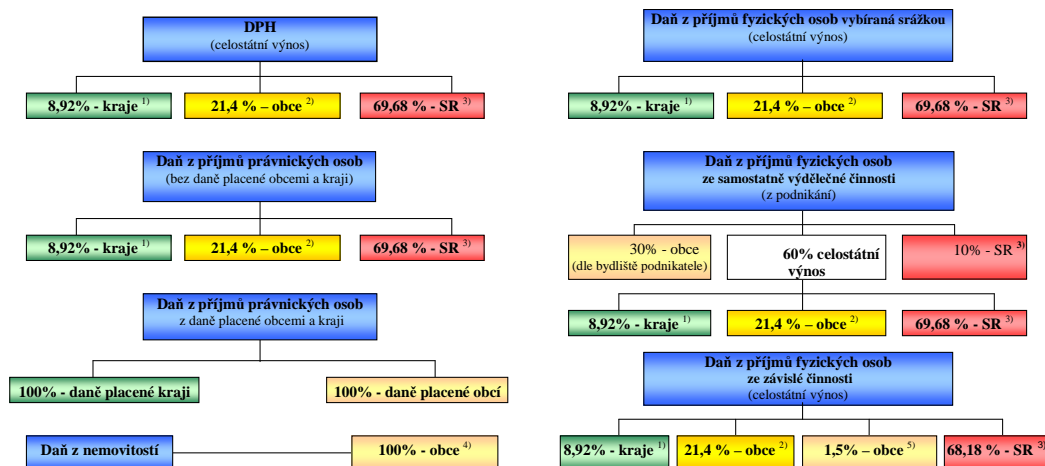 DPH
(celostátní výnos)
8,92% - kraje 1)
21,4 % – obce 2)
69,68 % - SR 3)
Daň z příjmů právnických osob
(bez daně placené obcemi a kraji)
8,92% - kraje 1)
21,4 % – obce 2)
69,68 % - SR 3)
Daň z příjmů právnických osob
z daně placené obcemi a kraji
100% - daně placené kraji
100% - daně placené obcí
Daň z nemovitostí
100% - obce 4)
Daň z příjmů fyzických osob vybíraná srážkou
(celostátní výnos)
8,92% - kraje 1)
21,4 % – obce 2)
69,68 % - SR 3)
Daň z příjmů fyzických osob
ze samostatně výdělečné činnosti
(z podnikání)
30% - obce
(dle bydliště podnikatele)
60% celostátní
výnos
10% - SR 3)
8,92% - kraje 1)
21,4 % – obce 2)
69,68 % - SR 3)
Daň z příjmů fyzických osob
ze závislé činnosti
(celostátní výnos)
8,92% - kraje 1)
21,4 % – obce 2)
1,5% – obce 5)
68,18 % - SR 3)